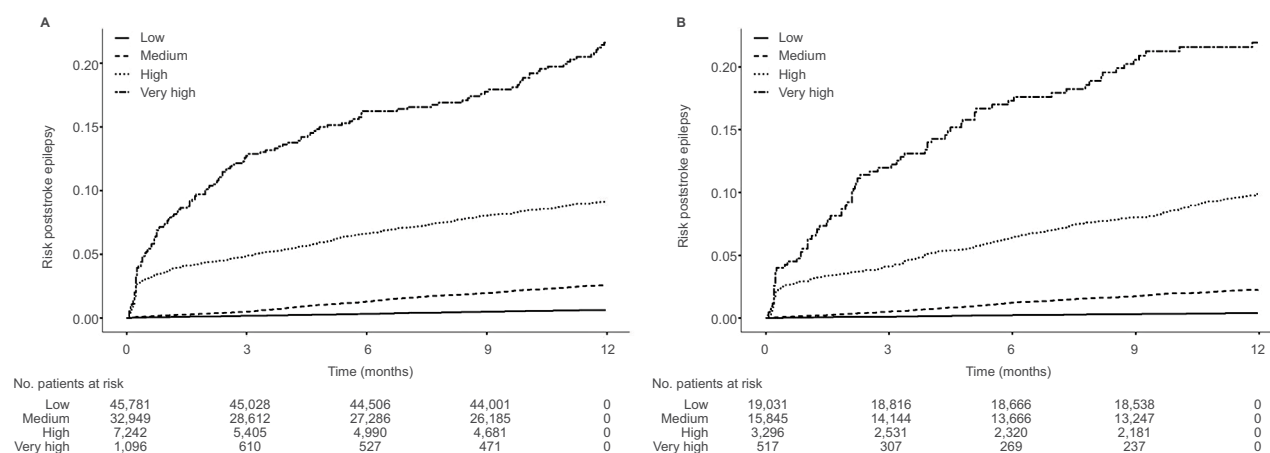 A
Low
Medium
High
Very high
0.20
0.15
0.10
0.05
0.00
Risk poststroke epilepsy
0 3 6 9 12
Time (months)
No. patients at risk
Low 45,781 45,028 44,506 44,001 0
Medium 32,949 28,612 27,286 26,185 0
High 7,242 5,405 4,990 4,681 0
Very high 1,096 610 527 471 0
B
Low
Medium
High
Very high
0.20
0.15
0.10
0.05
0.00
Risk poststroke epilepsy
0 3 6 9 12
Time (months)
No. patients at risk
Low 19,031 18,816 18,666 18,538 0
Medium 15,845 14,144 13,666 13,247 0
High 3,296 2,531 2,320 2,181 0
Very high 517 307 269 237 0